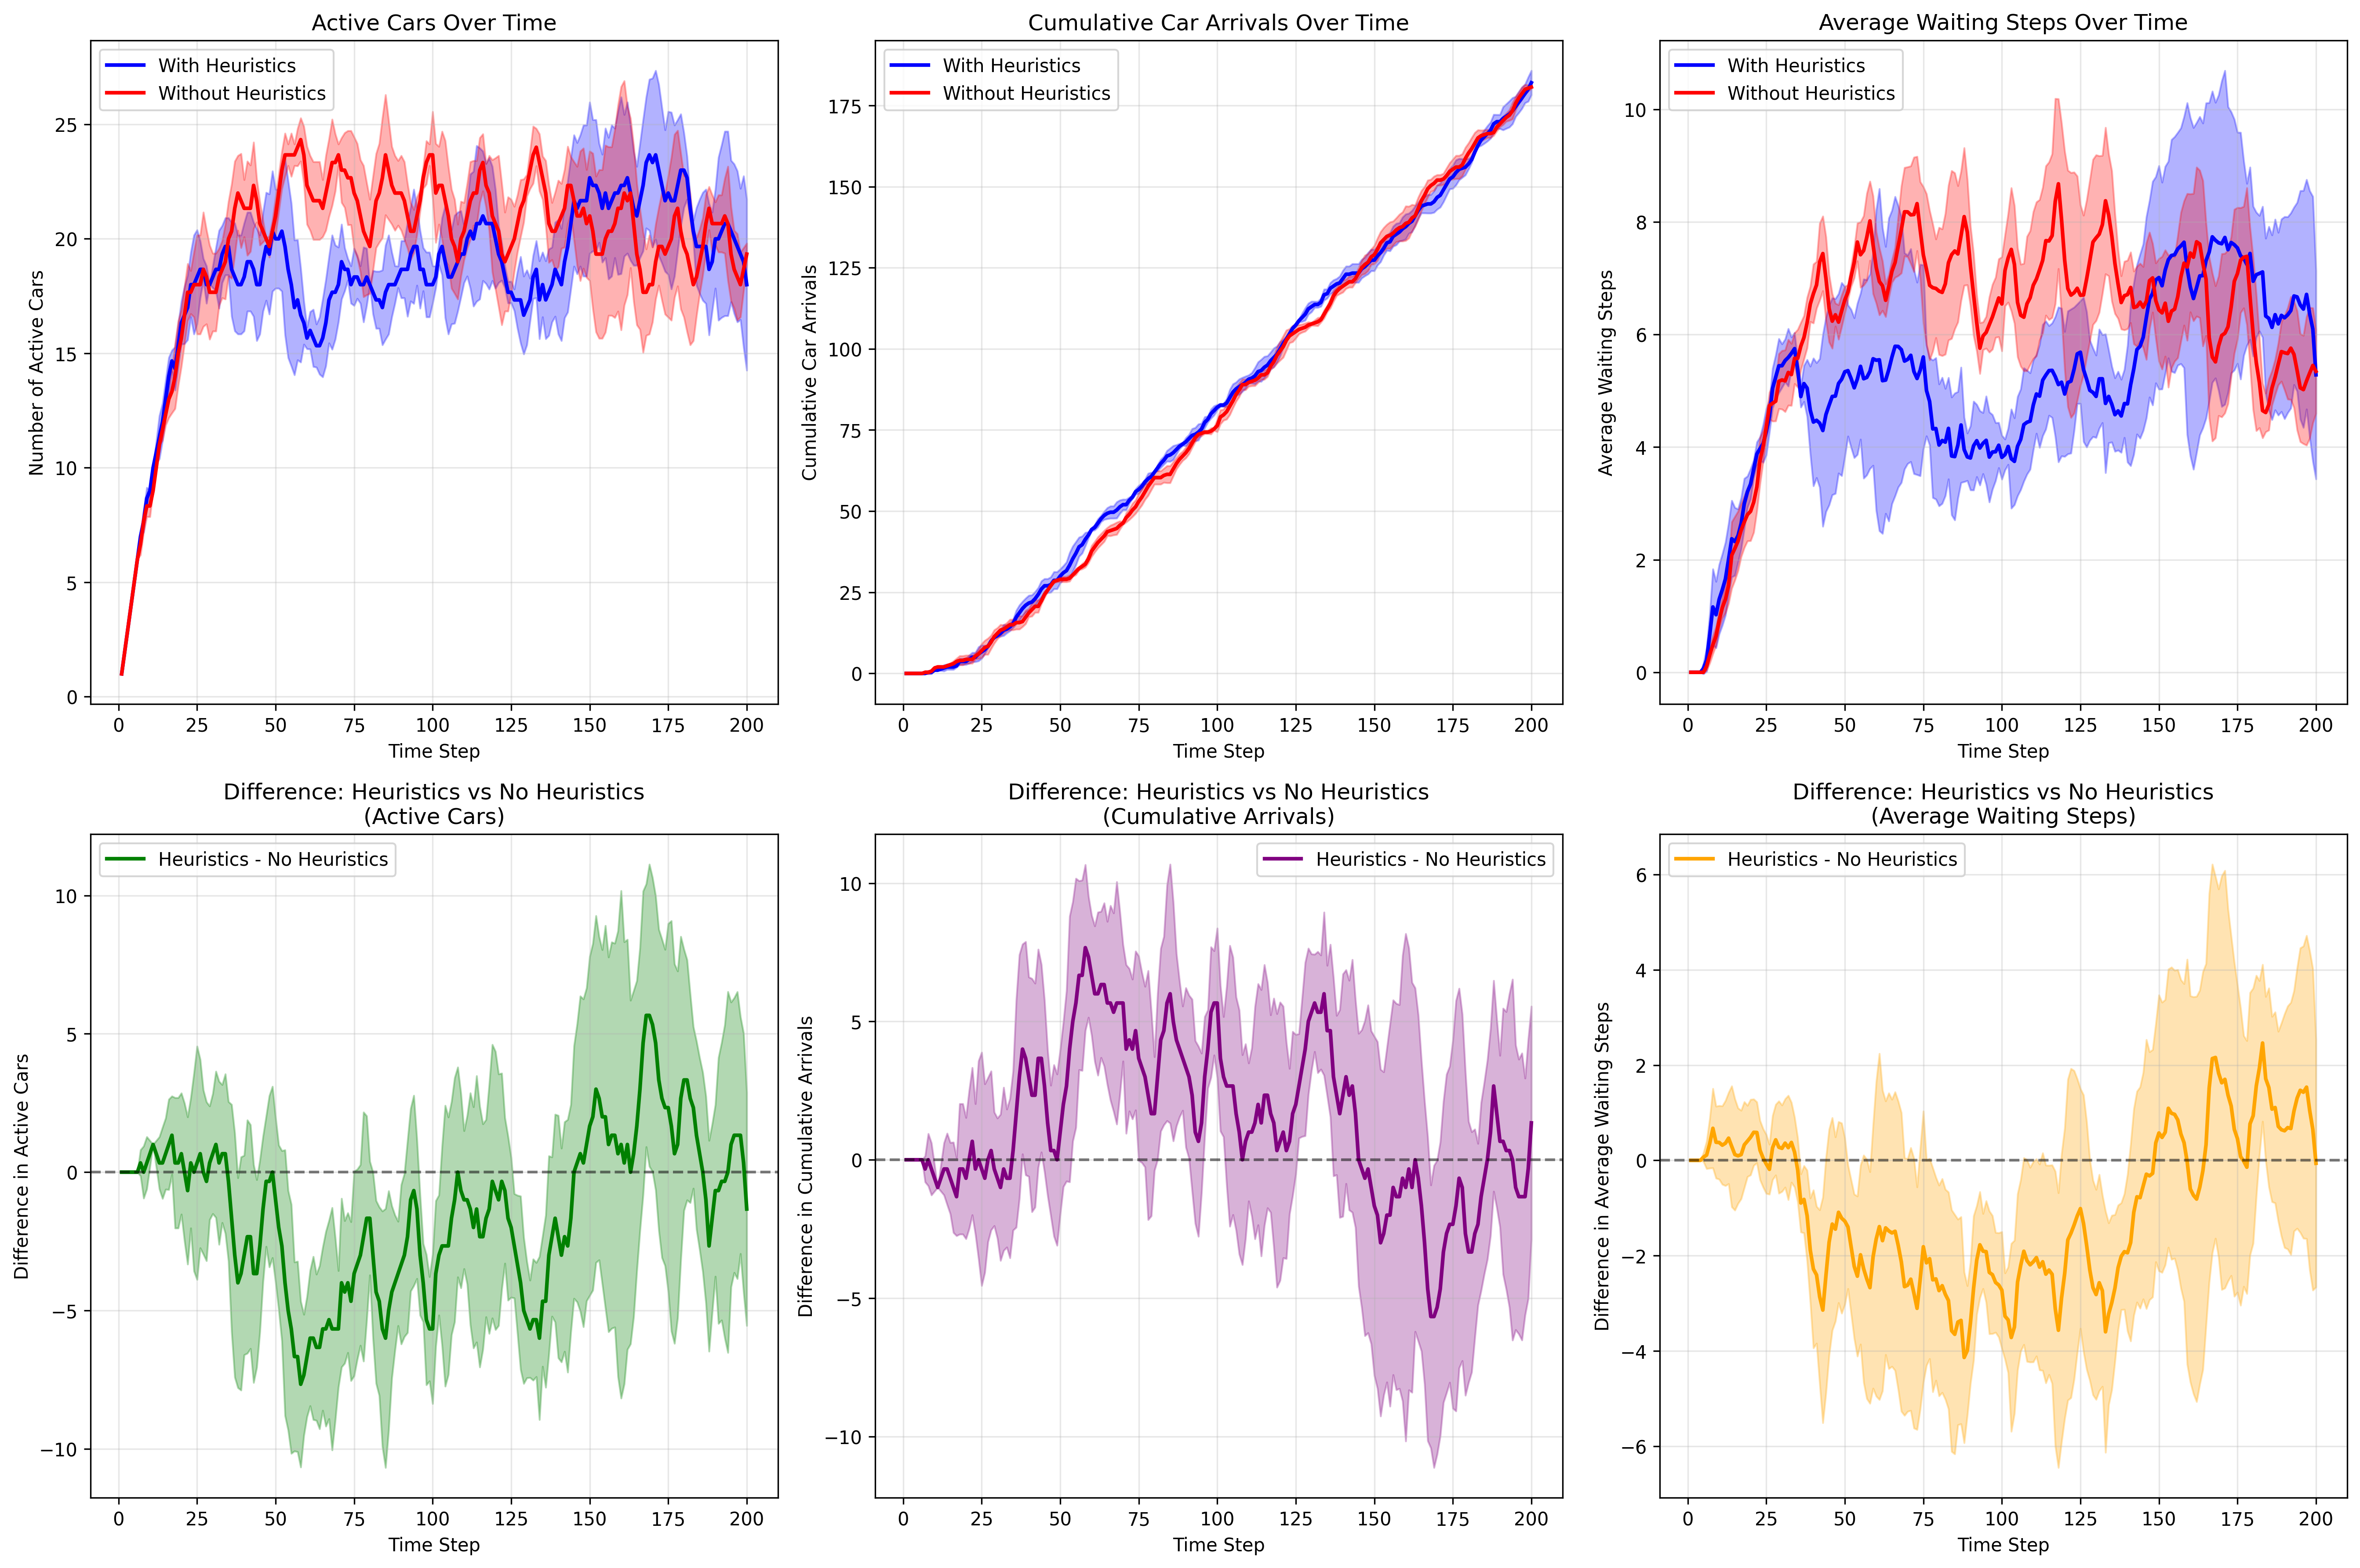 Active Cars Over Time
With Heuristics
Without Heuristics
Number of Active Cars
25
20
15
10
5
0
0 25 50 75 100 125 150 175 200
Time Step
Cumulative Car Arrivals Over Time
With Heuristics
Without Heuristics
Cumulative Car Arrivals
175
150
125
100
75
50
25
0
0 25 50 75 100 125 150 175 200
Time Step
Average Waiting Steps Over Time
With Heuristics
Without Heuristics
Average Waiting Steps
10
8
6
4
2
0
0 25 50 75 100 125 150 175 200
Time Step
Difference: Heuristics vs No Heuristics
(Active Cars)
Heuristics - No Heuristics
Difference in Active Cars
10
5
0
−5
−10
0 25 50 75 100 125 150 175 200
Time Step
Difference: Heuristics vs No Heuristics
(Cumulative Arrivals)
Heuristics - No Heuristics
Difference in Cumulative Arrivals
10
5
0
−5
−10
0 25 50 75 100 125 150 175 200
Time Step
Difference: Heuristics vs No Heuristics
(Average Waiting Steps)
Heuristics - No Heuristics
Difference in Average Waiting Steps
6
4
2
0
−2
−4
−6
0 25 50 75 100 125 150 175 200
Time Step